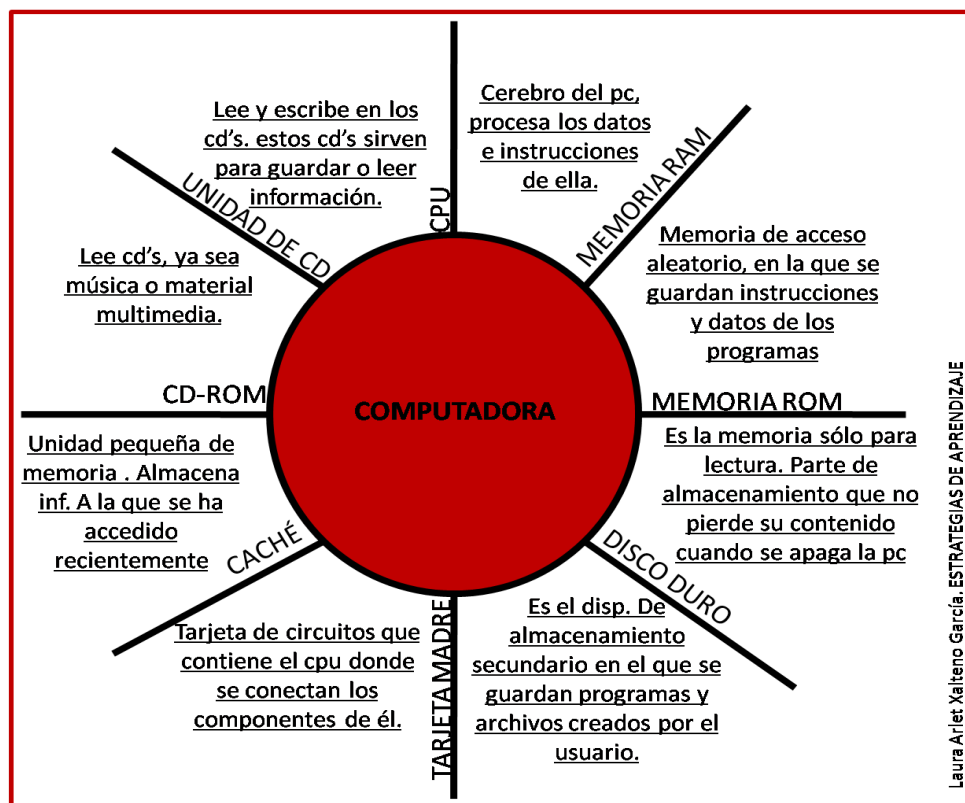 COMPUTADORA
CPU
Cerebro del pc,
procesa los datos
e instrucciones
de ella.
MEMORIA RAM
Memoria de acceso
aleatorio, en la que se
guardan instrucciones
y datos de los
programas
MEMORIA ROM
Es la memoria sólo para
lectura. Parte de
almacenamiento que no
pierde su contenido
cuando se apaga la pc
DISCO DURO
Es el disp. De
almacenamiento
secundario en el que se
guardan programas y
archivos creados por el
usuario.
TARJETA MADRE
Tarjeta de circuitos que
contiene el cpu donde
se conectan los
componentes de él.
CACHÉ
Unidad pequeña de
memoria . Almacena
inf. A la que se ha
accedido
recientemente
CD-ROM
Lee cd's, ya sea
música o material
multimedia.
UNIDAD DE CD
Lee y escribe en los
cd's. estos cd's sirven
para guardar o leer
información.
Laura Arlet Xalteno García. ESTRATEGIAS DE APRENDIZAJE